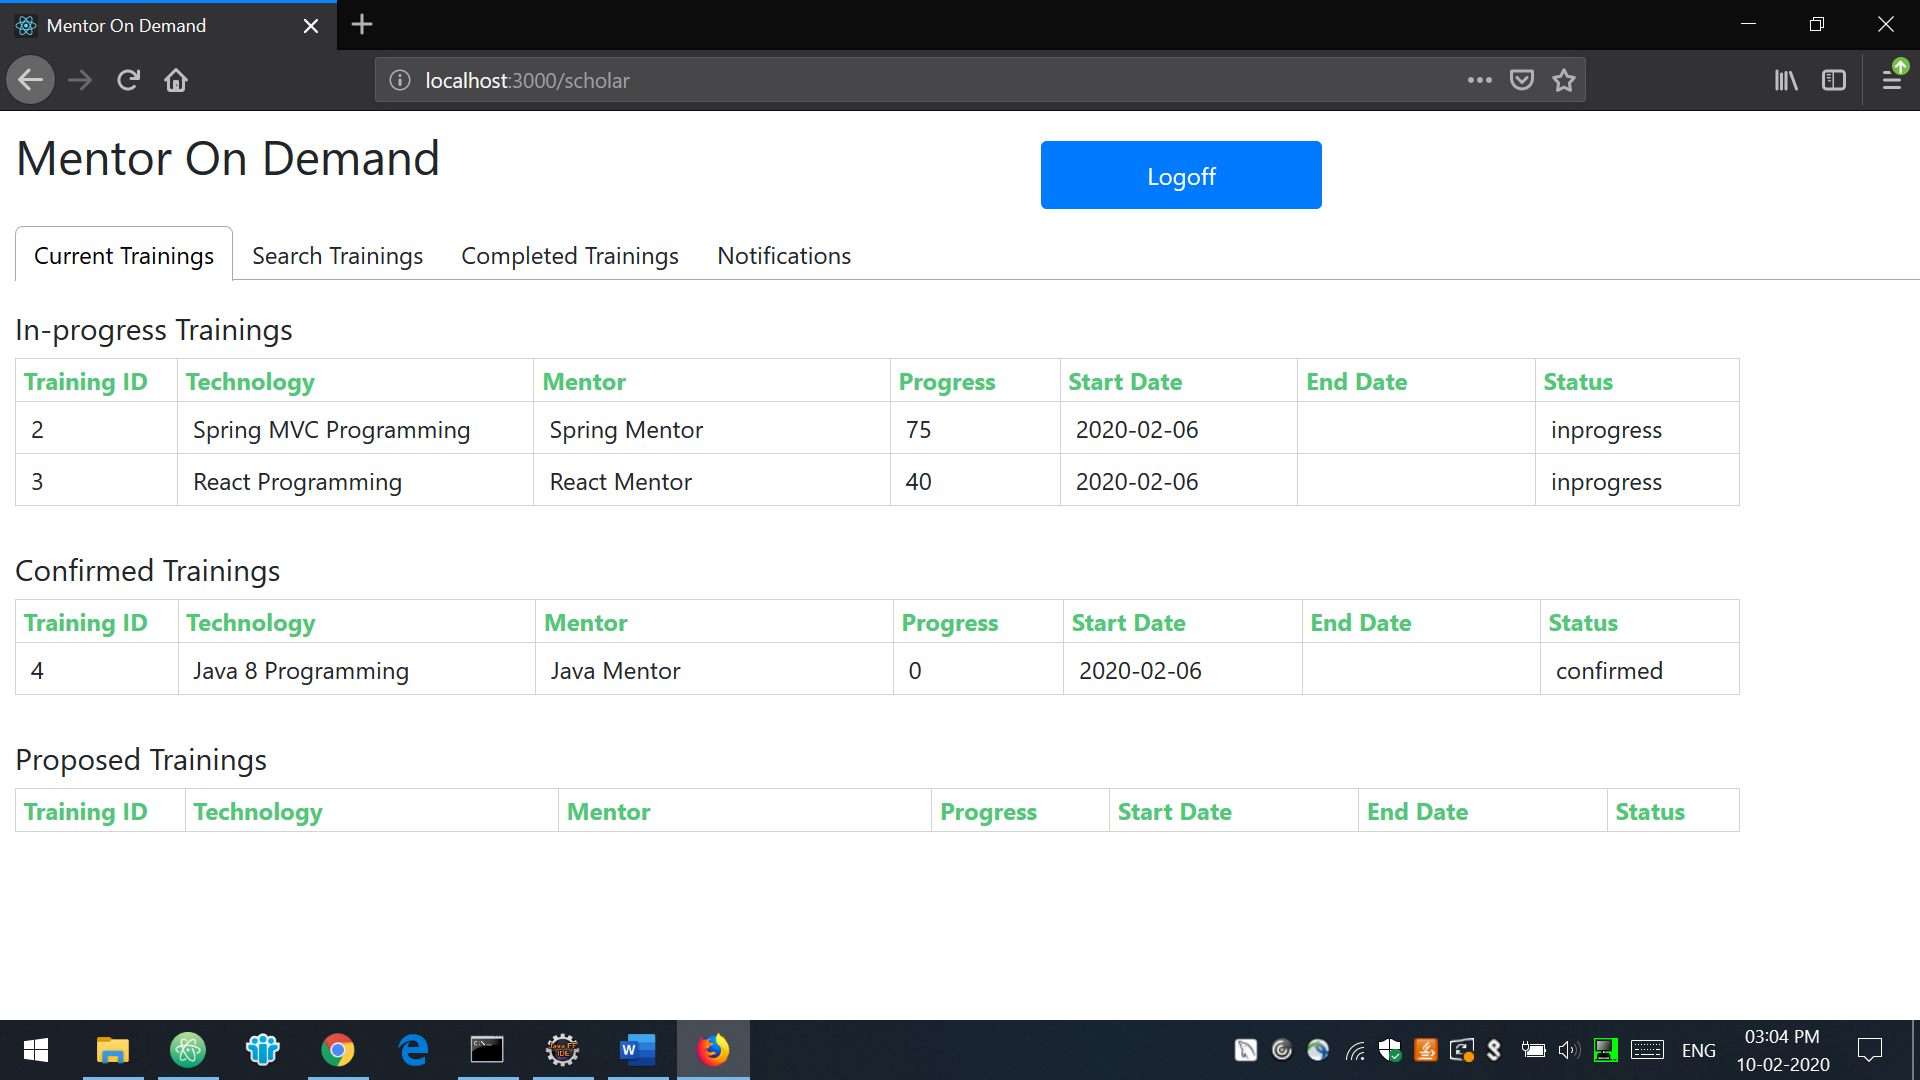 Mentor On Demand
localhost:3000/scholar
Mentor On Demand
Logoff
Current Trainings Search Trainings Completed Trainings Notifications
In-progress Trainings
Training ID Technology Mentor Progress Start Date End Date Status
2 Spring MVC Programming Spring Mentor 75 2020-02-06 inprogress
3 React Programming React Mentor 40 2020-02-06 inprogress
Confirmed Trainings
Training ID Technology Mentor Progress Start Date End Date Status
4 Java 8 Programming Java Mentor 0 2020-02-06 confirmed
Proposed Trainings
Training ID Technology Mentor Progress Start Date End Date Status
ENG
03:04 PM
10-02-2020